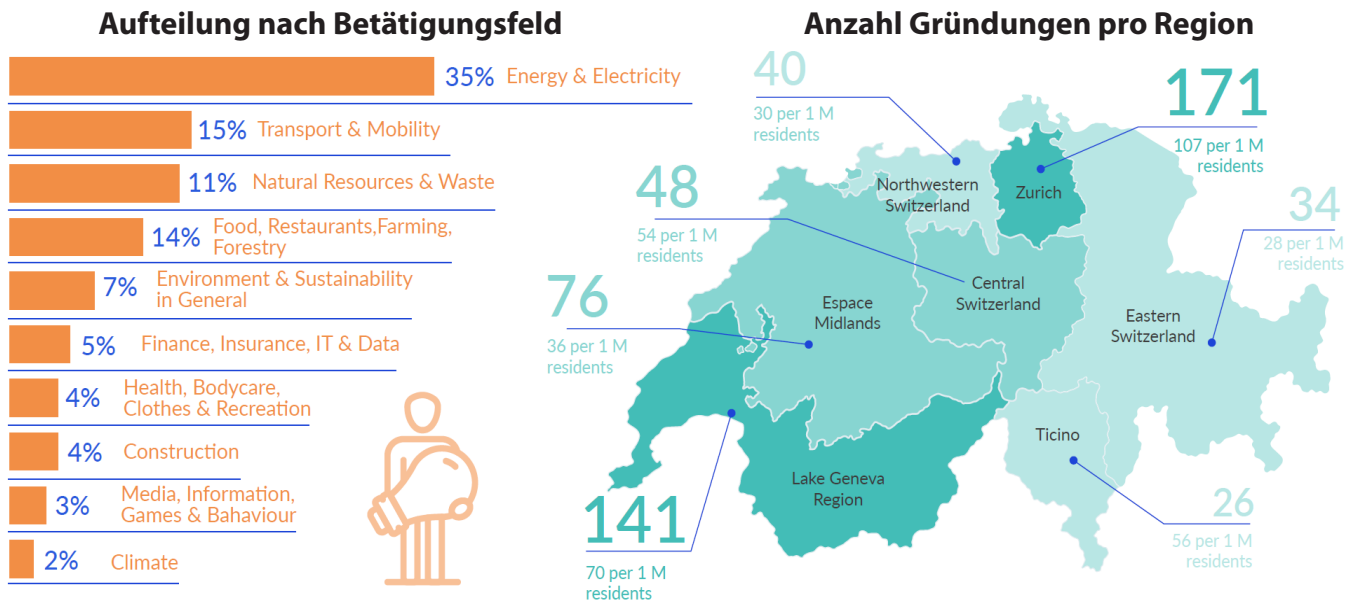 Aufteilung nach Betätigungsfeld
35% Energy & Electricity
15% Transport & Mobility
11% Natural Resources & Waste
14% Food, Restaurants,Farming,
Forestry
7% Environment & Sustainability
in General
5% Finance, Insurance, IT & Data
4% Health, Bodycare,
Clothes & Recreation
4% Construction
3% Media, Information,
Games & Bahaviour
2% Climate
Anzahl Gründungen pro Region
40
30 per 1 M
residents
171
107 per 1 M
residents
48
54 per 1 M
residents
34
28 per 1 M
residents
76
36 per 1 M
residents
141
70 per 1 M
residents
26
56 per 1 M
residents
Northwestern
Switzerland
Zurich
Central
Switzerland
Espace
Midlands
Eastern
Switzerland
Ticino
Lake Geneva
Region